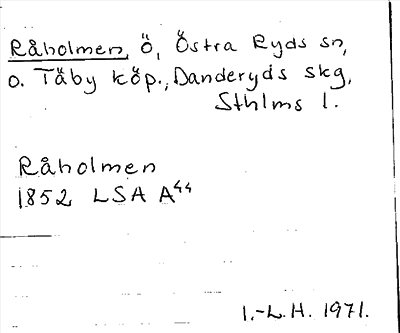 Råholmen, ö, Östra Ryds sn,
o. Täby köp., Danderyds skg,
Sthlms l.
Råholmen
1852 LSA A44
I.-L.H. 1971.